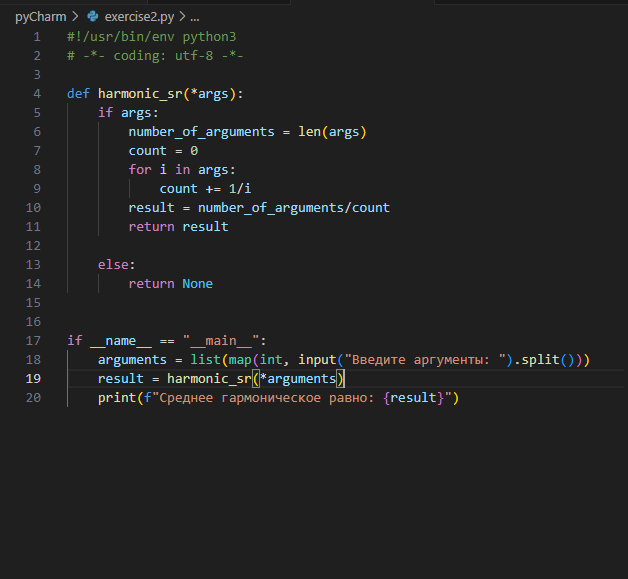 pyCharm > exercise2.py > ...
1 #!/usr/bin/env python3
2 # -*- coding: utf-8 -*-
3
4 def harmonic_sr(*args):
5     if args:
6         number_of_arguments = len(args)
7         count = 0
8         for i in args:
9             count += 1/i
10         result = number_of_arguments/count
11         return result
12
13     else:
14         return None
15
16
17 if __name__ == "__main__":
18     arguments = list(map(int, input("Введите аргументы: ").split()))
19     result = harmonic_sr(*arguments)
20     print(f"Среднее гармоническое равно: {result}")